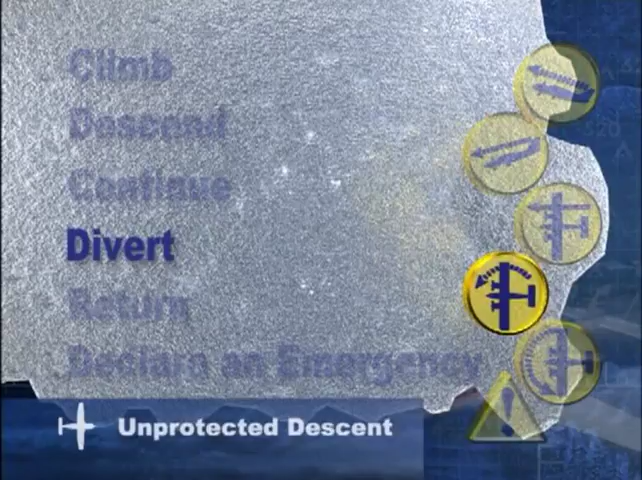 Climb
Descend
Continue
Divert
Return
Declare an Emergency
Unprotected Descent